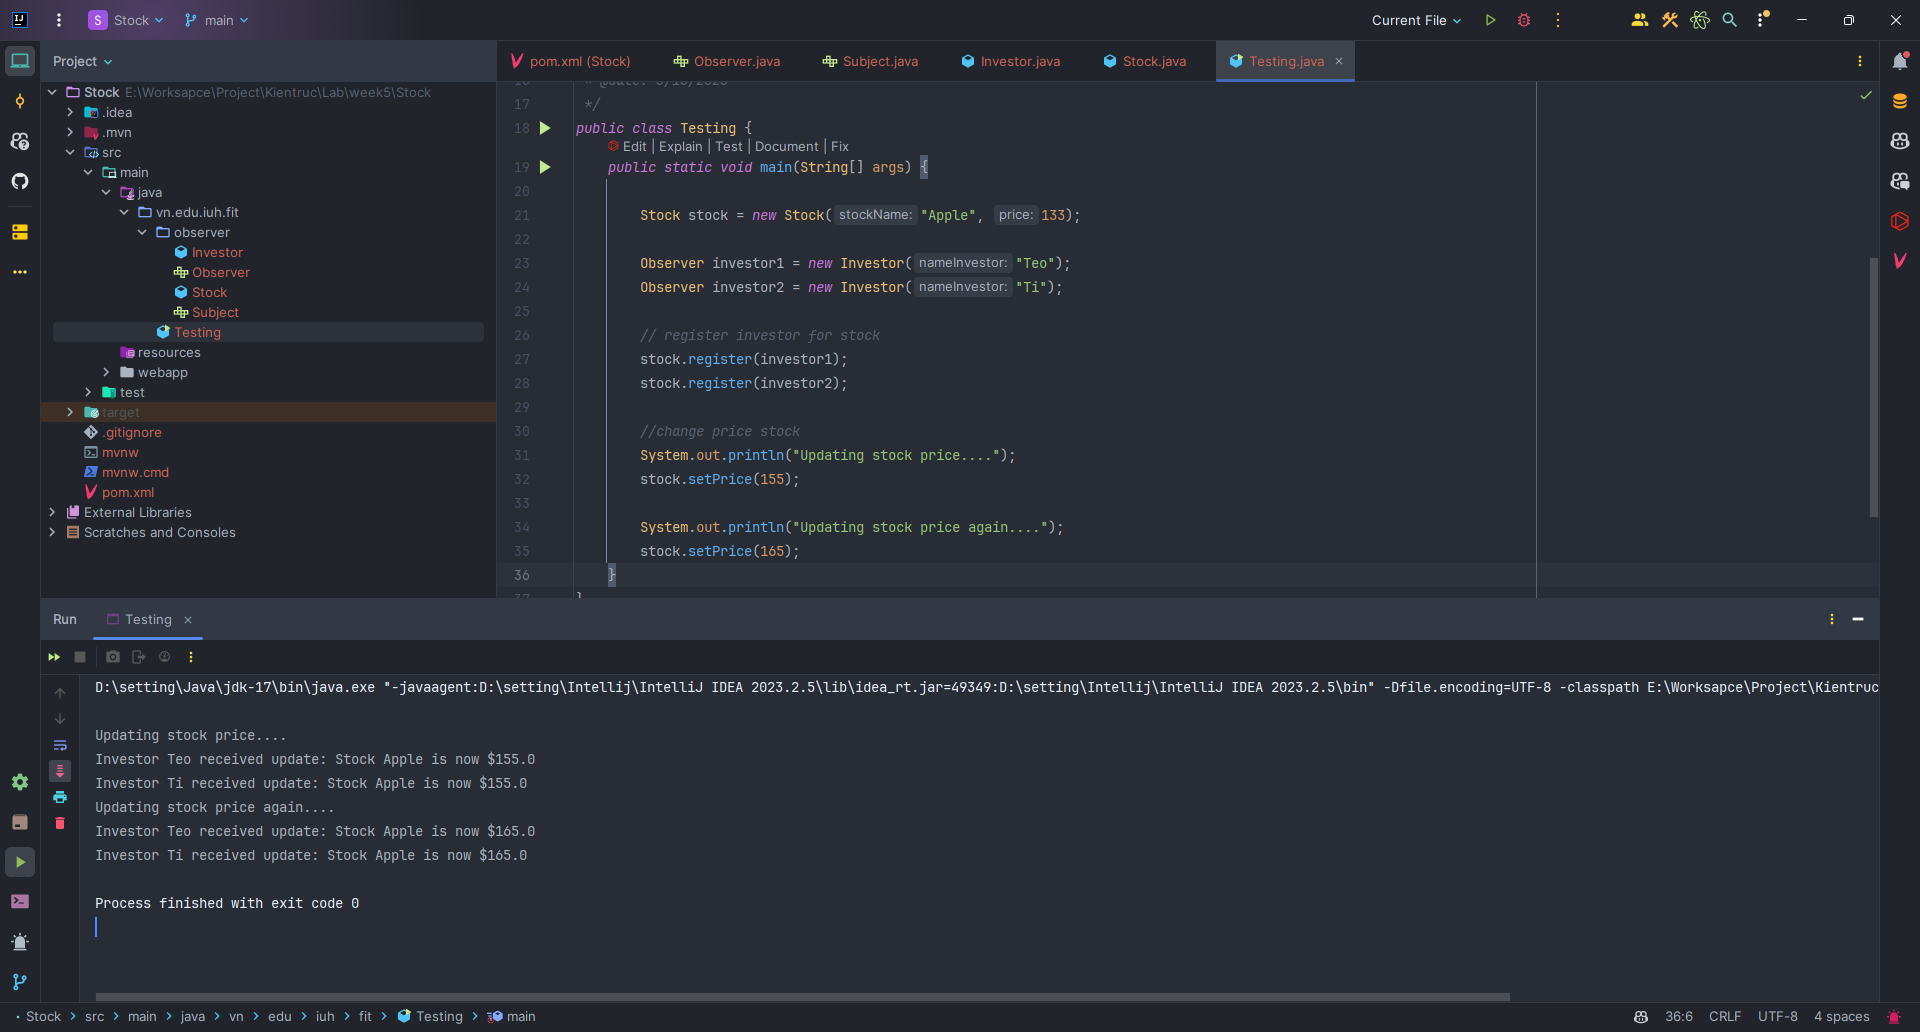 S Stock main Current File
Project
pom.xml (Stock) Observer.java Subject.java Investor.java Stock.java Testing.java
Stock E:\Worksapce\Project\Kientruc\Lab\week5\Stock
.idea
.mvn
src
main
java
vn.edu.iuh.fit
observer
Investor
Observer
Stock
Subject
Testing
resources
webapp
test
target
.gitignore
mvnw
mvnw.cmd
pom.xml
External Libraries
Scratches and Consoles
17 */
18 public class Testing {
Edit | Explain | Test | Document | Fix
19 public static void main(String[] args) {
20
21 Stock stock = new Stock( stockName: "Apple", price: 133);
22
23 Observer investor1 = new Investor( nameInvestor: "Teo");
24 Observer investor2 = new Investor( nameInvestor: "Ti");
25
26 // register investor for stock
27 stock.register(investor1);
28 stock.register(investor2);
29
30 //change price stock
31 System.out.println("Updating stock price....");
32 stock.setPrice(155);
33
34 System.out.println("Updating stock price again....");
35 stock.setPrice(165);
36 }
37 }
Run Testing
D:\setting\Java\jdk-17\bin\java.exe "-javaagent:D:\setting\Intellij\IntelliJ IDEA 2023.2.5\lib\idea_rt.jar=49349:D:\setting\Intellij\IntelliJ IDEA 2023.2.5\bin" -Dfile.encoding=UTF-8 -classpath E:\Worksapce\Project\Kientruc
Updating stock price....
Investor Teo received update: Stock Apple is now $155.0
Investor Ti received update: Stock Apple is now $155.0
Updating stock price again....
Investor Teo received update: Stock Apple is now $165.0
Investor Ti received update: Stock Apple is now $165.0
Process finished with exit code 0
Stock > src > main > java > vn > edu > iuh > fit > Testing > main 36:6 CRLF UTF-8 4 spaces